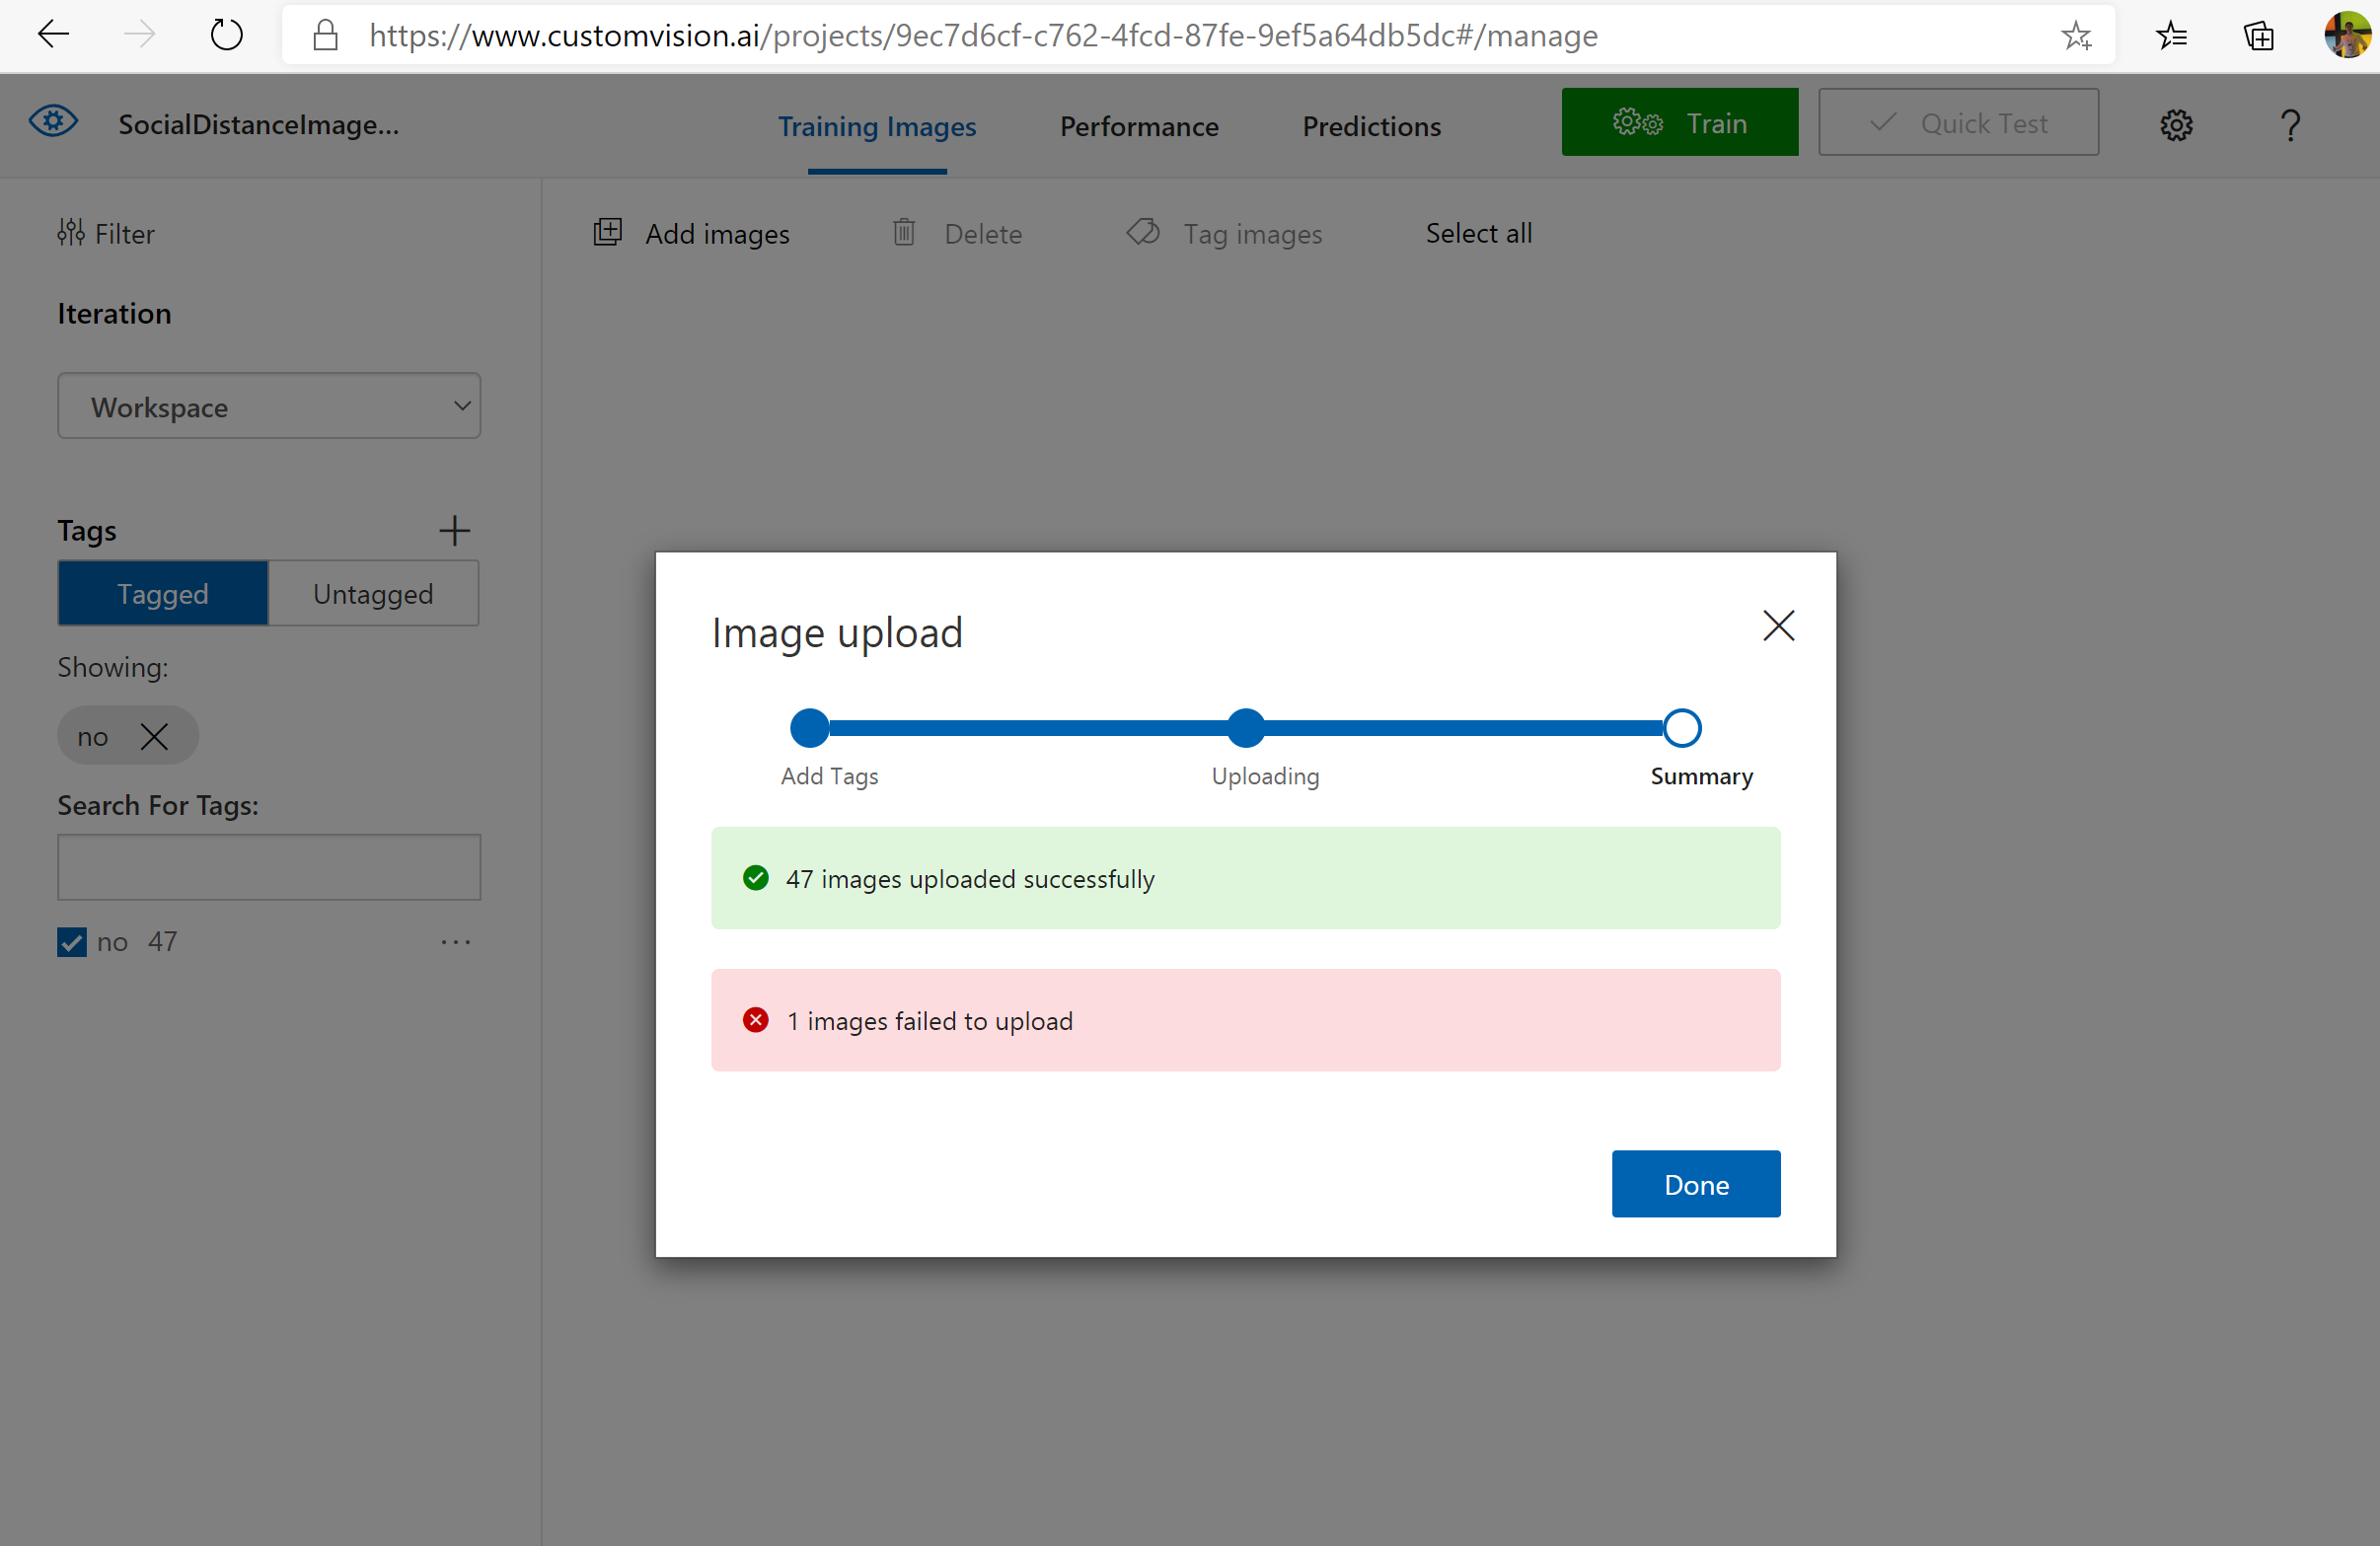 https://www.customvision.ai/projects/9ec7d6cf-c762-4fcd-87fe-9ef5a64db5dc#/manage
SocialDistanceImage...
Training Images
Performance
Predictions
Train
Quick Test
?
Filter
Add images
Delete
Tag images
Select all
Iteration
Workspace
Tags
Tagged
Untagged
Showing:
no
Search For Tags:
no 47
Image upload
Add Tags
Uploading
Summary
47 images uploaded successfully
1 images failed to upload
Done